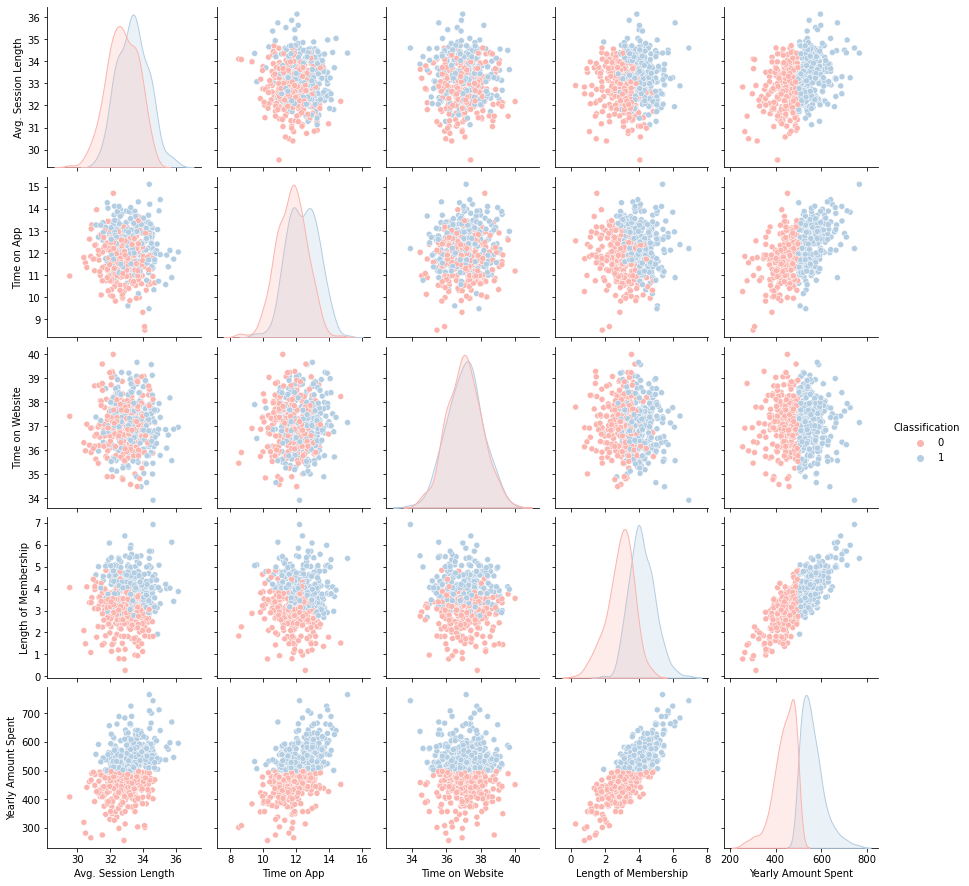 Avg. Session Length
36
35
34
33
32
31
30
Time on App
15
14
13
12
11
10
9
Time on Website
40
39
38
37
36
35
34
Classification
0
1
Length of Membership
7
6
5
4
3
2
1
0
Yearly Amount Spent
700
600
500
400
300
30 32 34 36
8 10 12 14 16
34 36 38 40
0 2 4 6 8
200 400 600 800
Avg. Session Length
Time on App
Time on Website
Length of Membership
Yearly Amount Spent